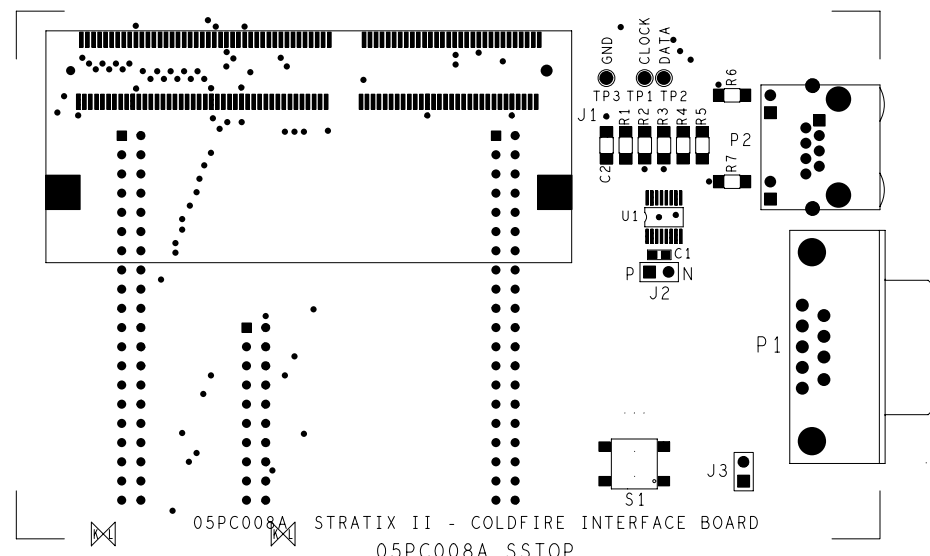 GND
CLOCK
DATA
TP3 TP1 TP2
R6
J1
R1 R2 R3 R4 R5
P2
C2
R7
U1
C1
P N
J2
P1
J3
S1
05PC008A STRATIX II - COLDFIRE INTERFACE BOARD
K L K L
05PC008A SSTOP